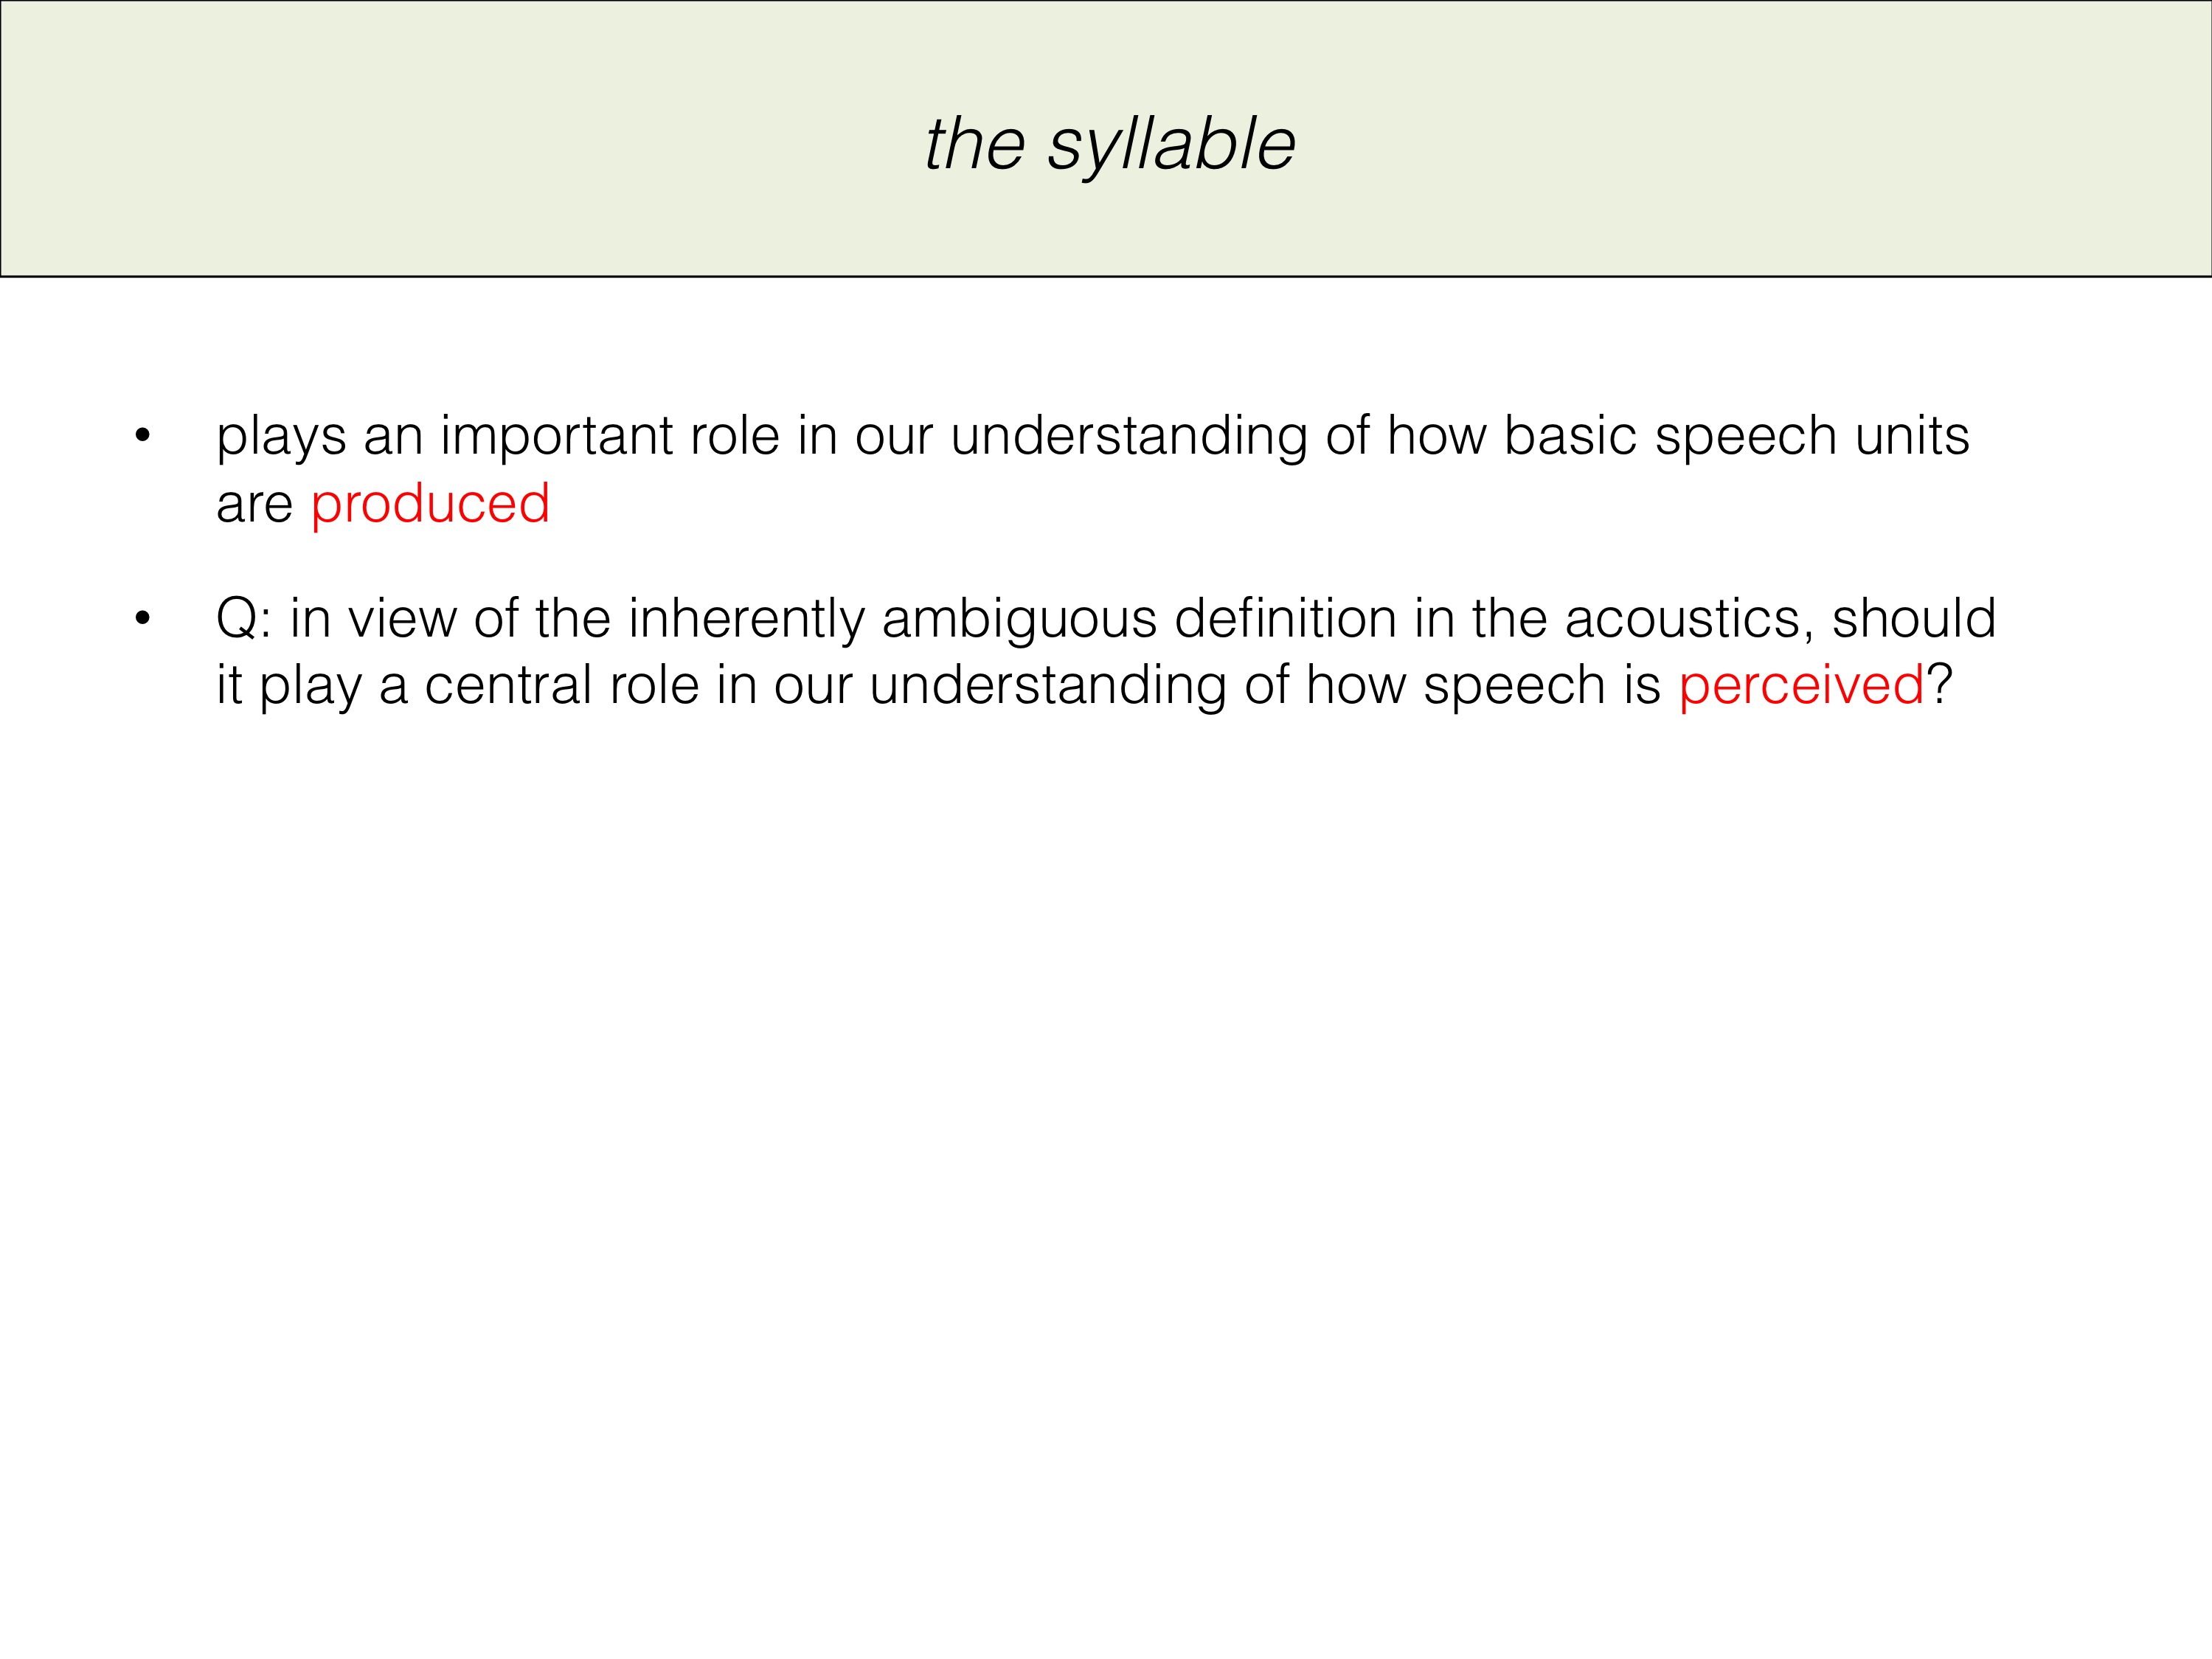 the syllable
• plays an important role in our understanding of how basic speech units
are produced
• Q: in view of the inherently ambiguous definition in the acoustics, should
it play a central role in our understanding of how speech is perceived?